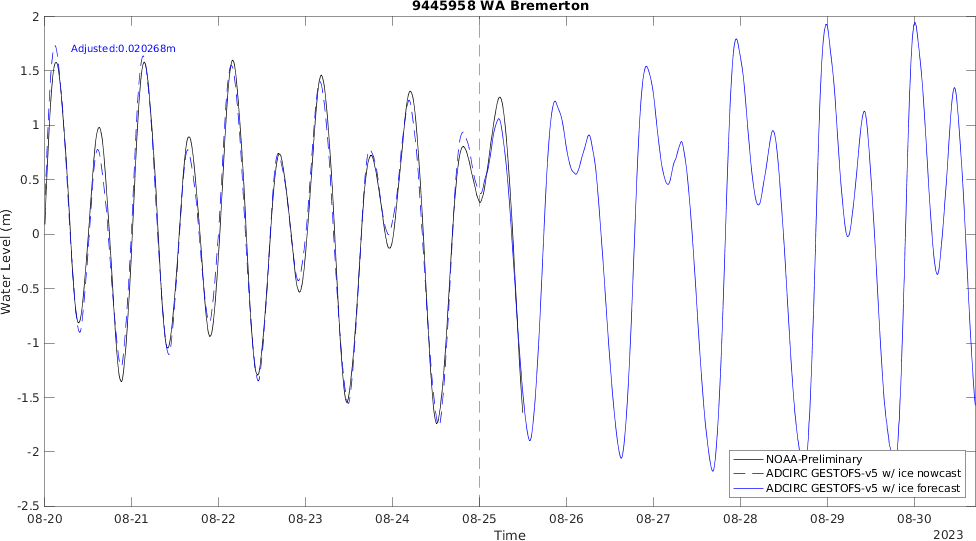 9445958 WA Bremerton
Adjusted:0.020268m
Water Level (m)
2
1.5
1
0.5
0
-0.5
-1
-1.5
-2
-2.5
NOAA-Preliminary
ADCIRC GESTOFS-v5 w/ ice nowcast
ADCIRC GESTOFS-v5 w/ ice forecast
08-20 08-21 08-22 08-23 08-24 08-25 08-26 08-27 08-28 08-29 08-30
Time
2023